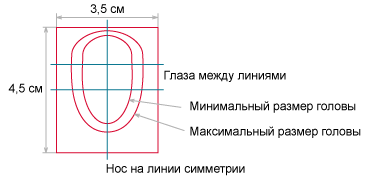 3,5 см
4,5 см
Глаза между линиями
Минимальный размер головы
Максимальный размер головы
Нос на линии симметрии